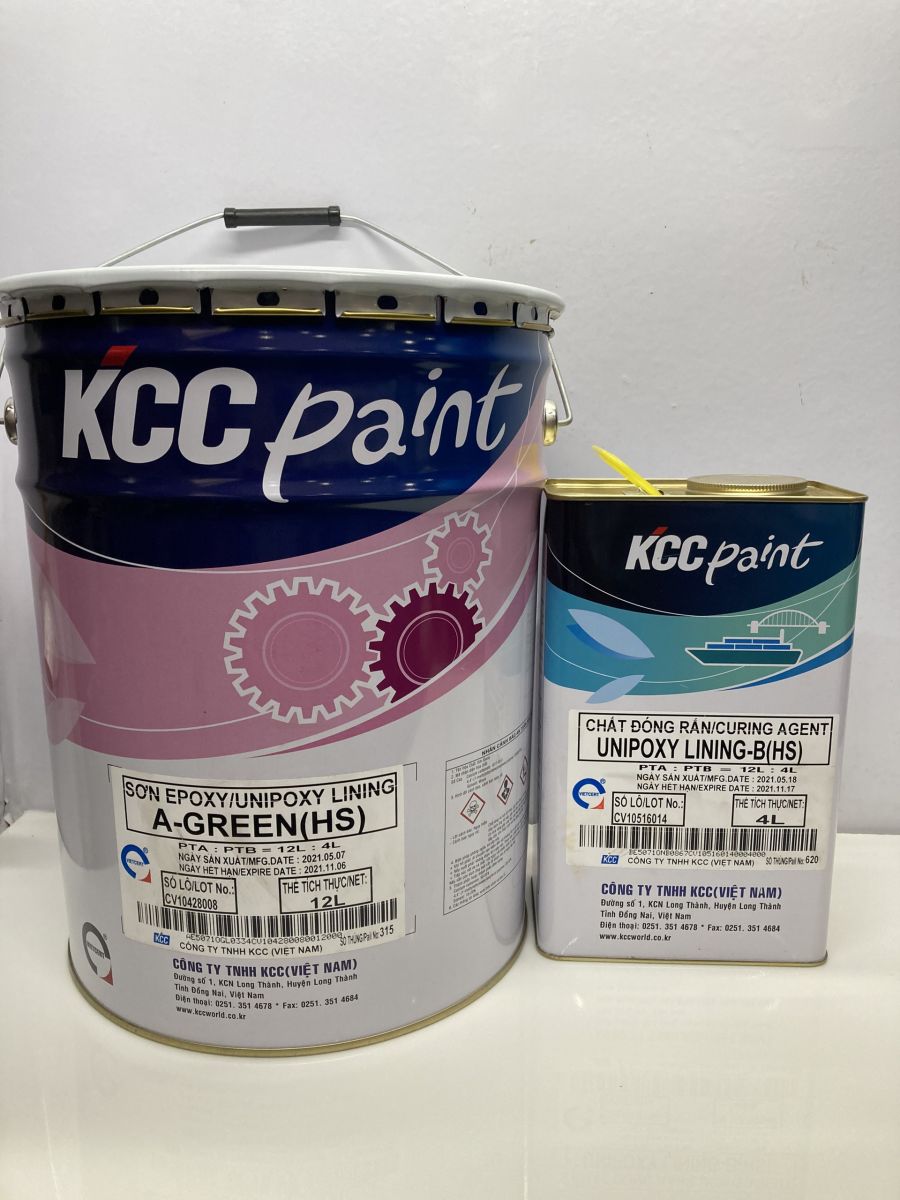 KCC paint
SƠN EPOXY/UNIPOXY LINING
A-GREEN(HS)
PTA : PTB = 12L : 4L
NGÀY SẢN XUẤT/MFG.DATE : 2021.05.07
NGÀY HẾT HẠN/EXPIRE DATE : 2021.11.06
VIETCERT
SỐ LÔ/LOT No.:
CV10428008
THỂ TÍCH THỰC/NET:
12L
AE5071OGL0334CV104280080012000
SỐ THÙNG/Pail No: 315
KCC CÔNG TY TNHH KCC (VIỆT NAM)
CÔNG TY TNHH KCC(VIỆT NAM)
Đường số 1, KCN Long Thành, Huyện Long Thành
Tỉnh Đồng Nai, Việt Nam
Điện thoại: 0251. 351 4678 * Fax: 0251. 351 4684
www.kccworld.co.kr
KCC paint
CHẤT ĐÓNG RẮN/CURING AGENT
UNIPOXY LINING-B(HS)
PTA : PTB = 12L : 4L
NGÀY SẢN XUẤT/MFG.DATE : 2021.05.18
NGÀY HẾT HẠN/EXPIRE DATE : 2021.11.17
VIETCERT
SỐ LÔ/LOT No.:
CV10516014
THỂ TÍCH THỰC/NET:
4L
KCC CÔNG TY TNHH KCC (VIỆT NAM)
SỐ THÙNG/Pail No: 620
CÔNG TY TNHH KCC(VIỆT NAM)
Đường số 1, KCN Long Thành, Huyện Long Thành
Tỉnh Đồng Nai, Việt Nam
Điện thoại: 0251. 351 4678 * Fax: 0251. 351 4684
www.kccworld.co.kr